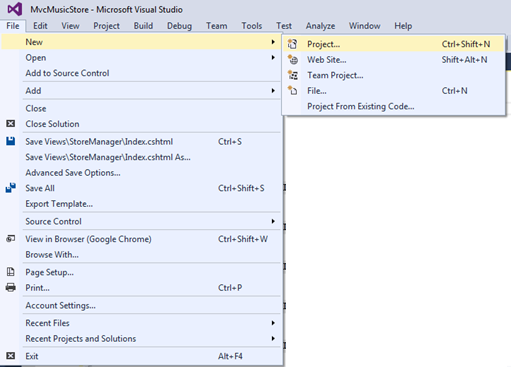 MvcMusicStore - Microsoft Visual Studio
File Edit View Project Build Debug Team Tools Test Analyze Window Help
New
Open
Add to Source Control
Add
Close
Close Solution
Save Views\StoreManager\Index.cshtml Ctrl+S
Save Views\StoreManager\Index.cshtml As...
Advanced Save Options...
Save All Ctrl+Shift+S
Export Template...
Source Control
View in Browser (Google Chrome) Ctrl+Shift+W
Browse With...
Page Setup...
Print... Ctrl+P
Account Settings...
Recent Files
Recent Projects and Solutions
Exit Alt+F4
Project... Ctrl+Shift+N
Web Site... Shift+Alt+N
Team Project...
File... Ctrl+N
Project From Existing Code...